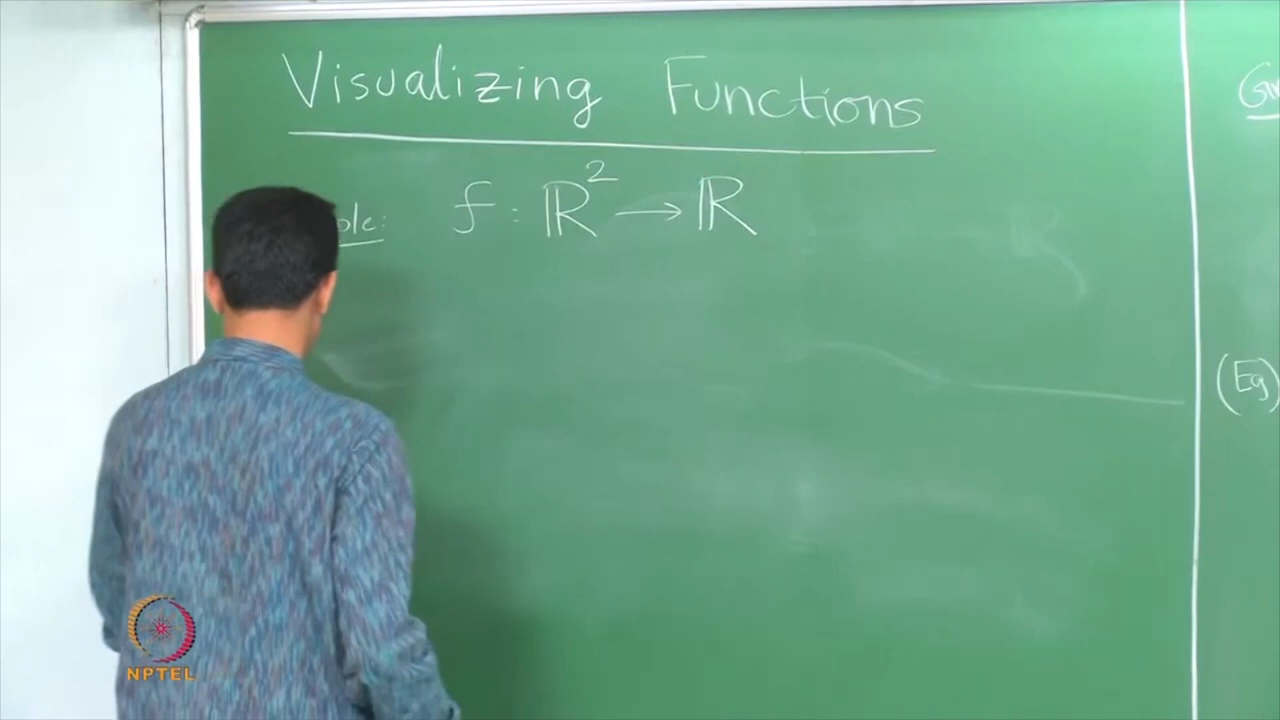 Visualizing Functions
f : ℝ² → ℝ
(Eg)
NPTEL